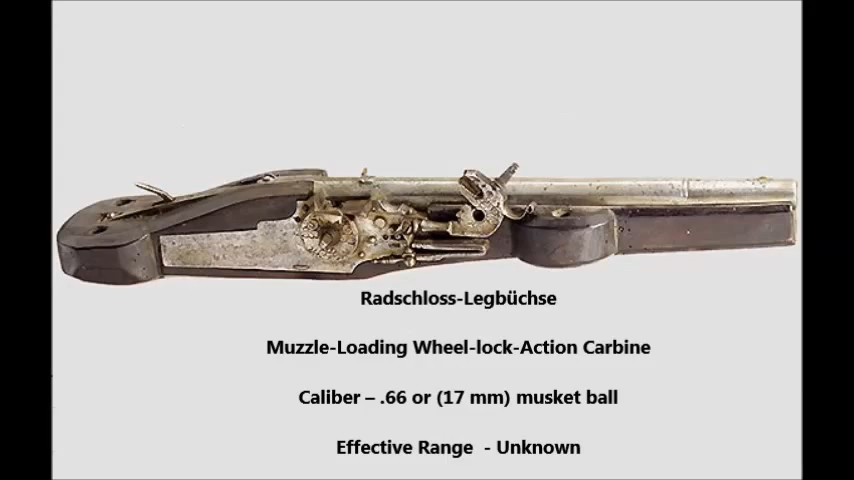 Radschloss-Legbüchse
Muzzle-Loading Wheel-lock-Action Carbine
Caliber – .66 or (17 mm) musket ball
Effective Range - Unknown